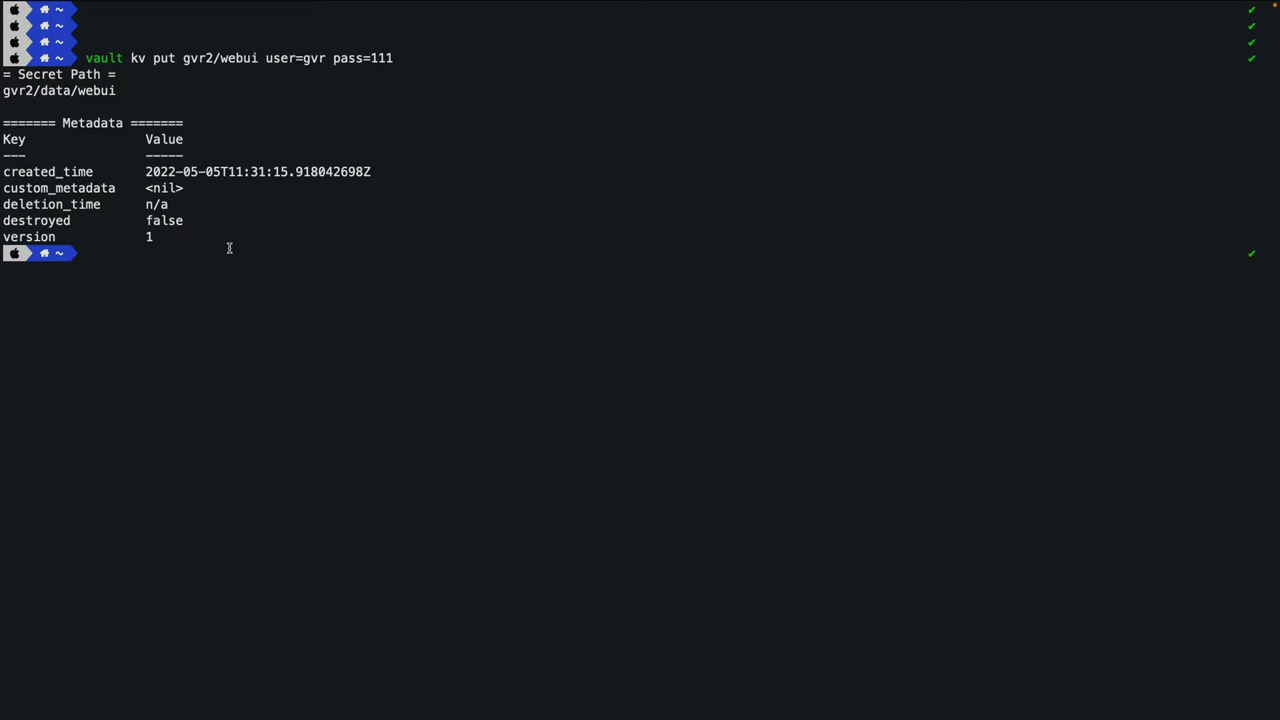 ~
~
~
~ vault kv put gvr2/webui user=gvr pass=111
= Secret Path =
gvr2/data/webui
======= Metadata =======
Key Value
--- -----
created_time 2022-05-05T11:31:15.918042698Z
custom_metadata <nil>
deletion_time n/a
destroyed false
version 1
~